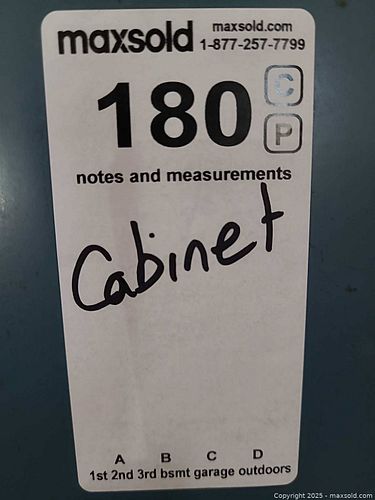 maxsold maxsold.com
1-877-257-7799
180 C
P
notes and measurements
Cabinet
A B C D
1st 2nd 3rd bsmt garage outdoors
Copyright © 2025 - maxsold.com